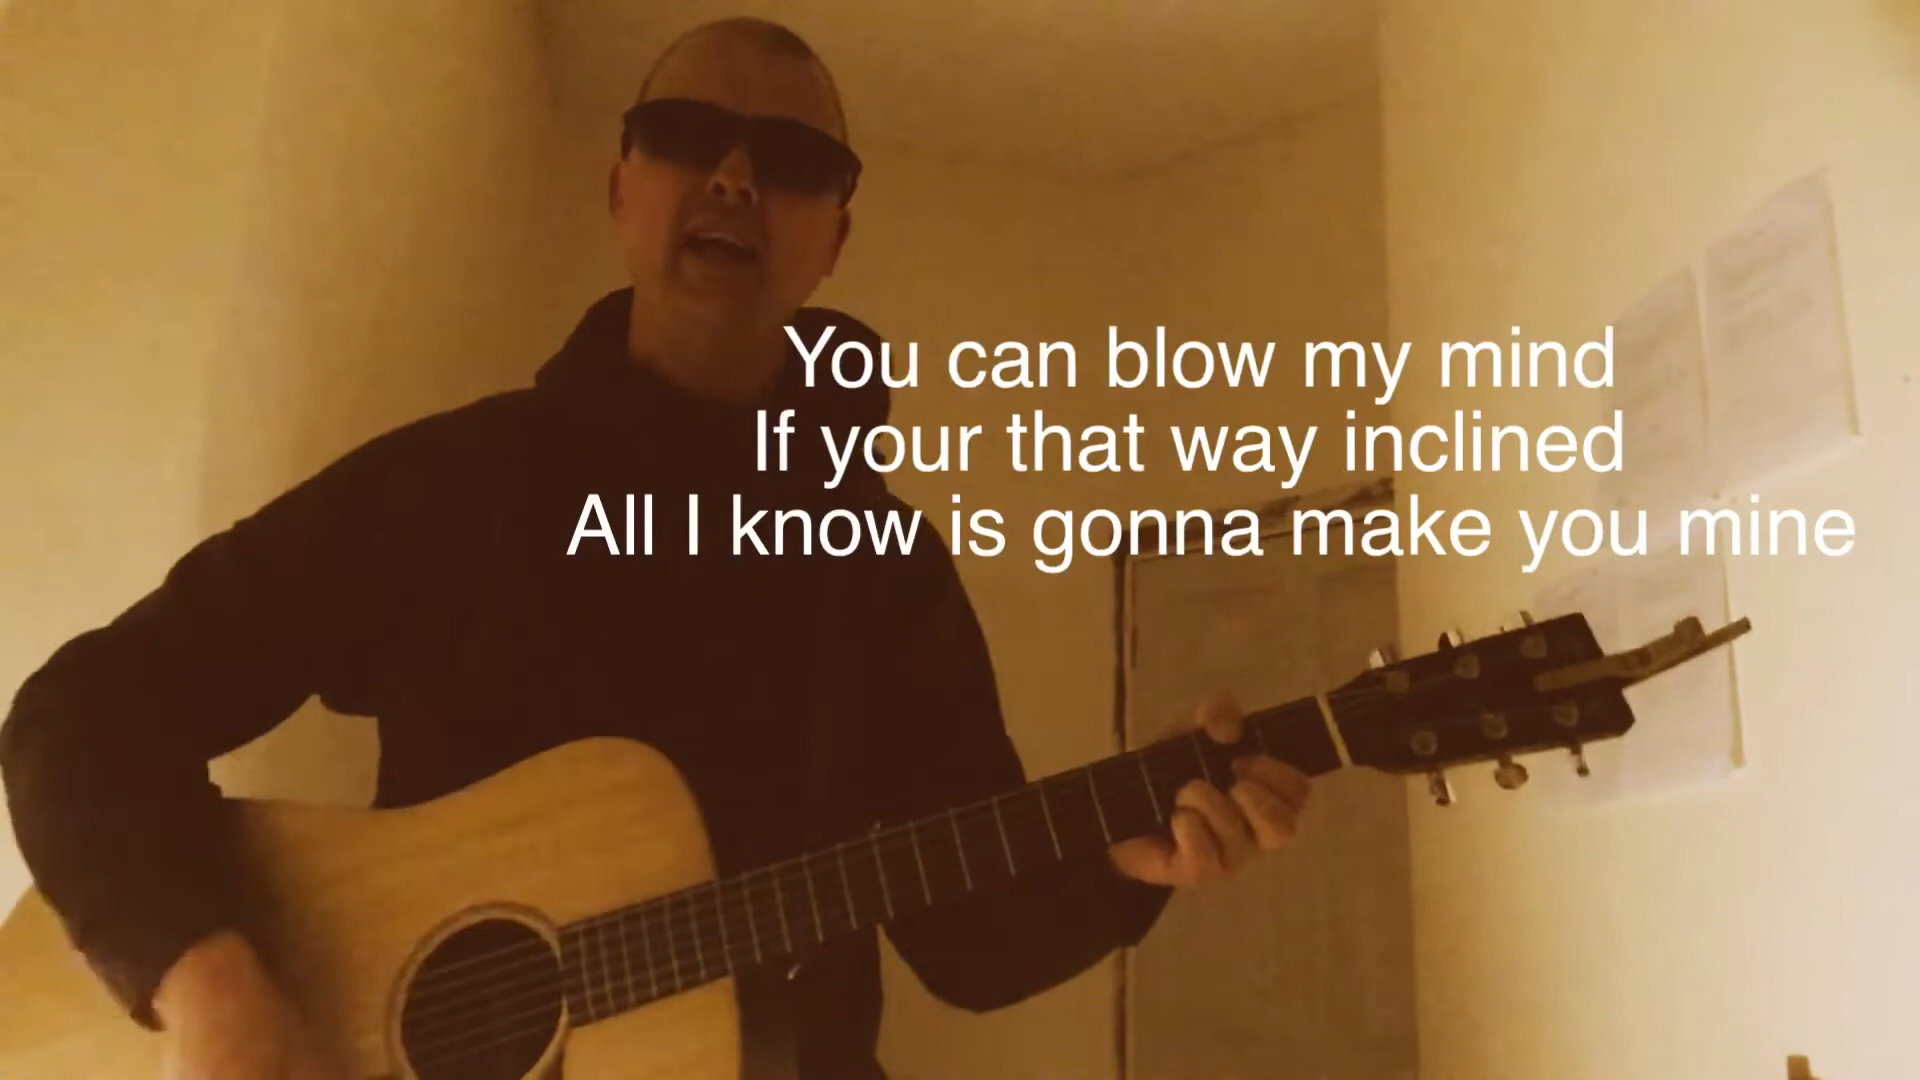 You can blow my mind
If your that way inclined
All I know is gonna make you mine